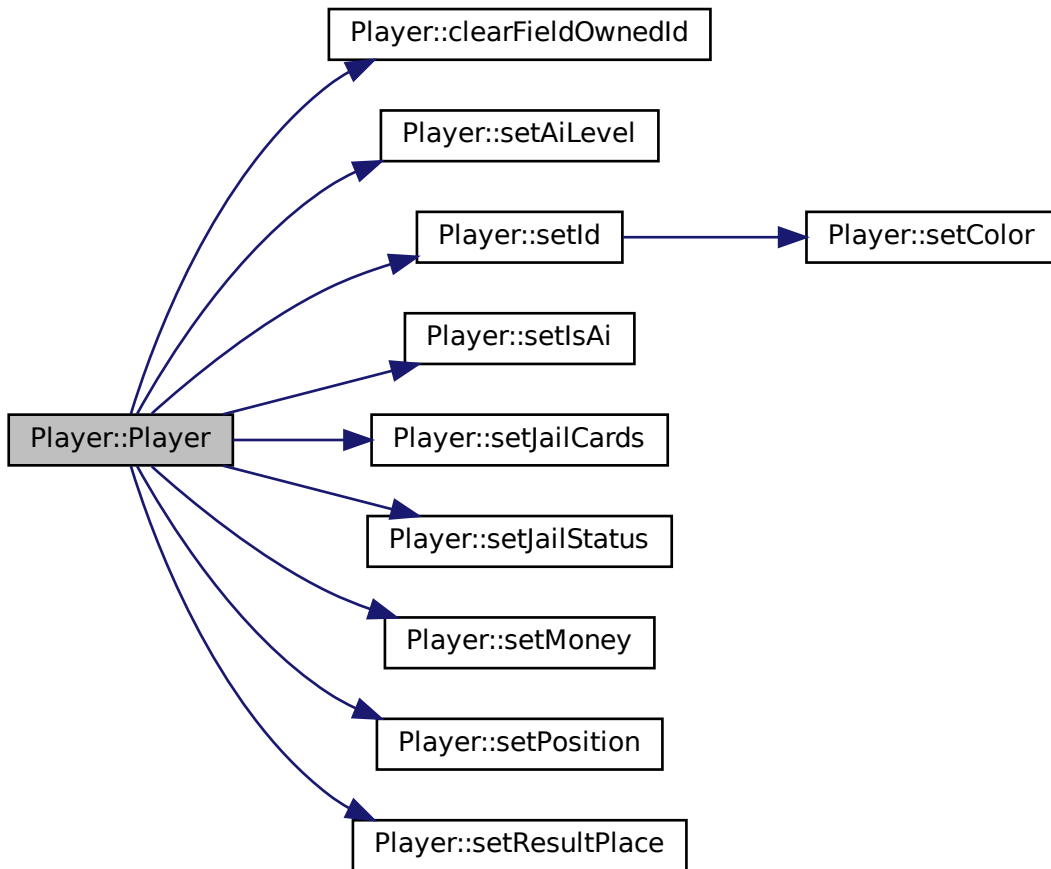 Player::clearFieldOwnedId
Player::setAiLevel
Player::setId
Player::setColor
Player::setIsAi
Player::Player
Player::setJailCards
Player::setJailStatus
Player::setMoney
Player::setPosition
Player::setResultPlace